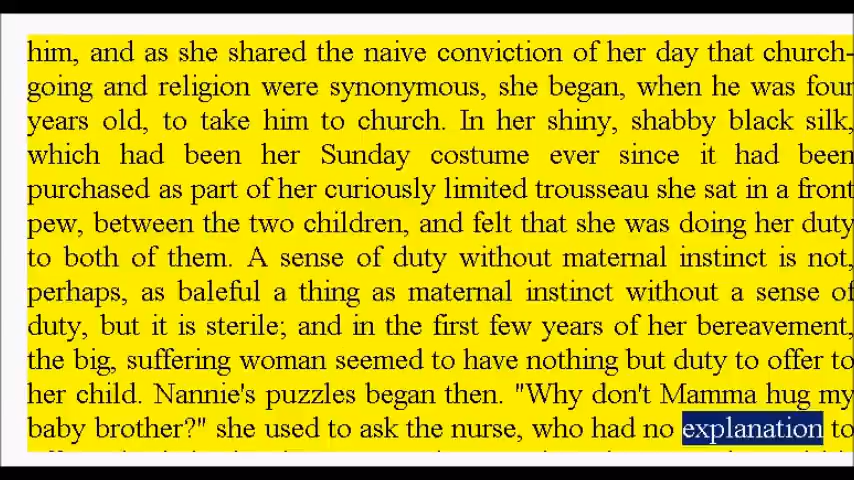 him, and as she shared the naive conviction of her day that church-
going and religion were synonymous, she began, when he was four
years old, to take him to church. In her shiny, shabby black silk,
which had been her Sunday costume ever since it had been
purchased as part of her curiously limited trousseau she sat in a front
pew, between the two children, and felt that she was doing her duty
to both of them. A sense of duty without maternal instinct is not,
perhaps, as baleful a thing as maternal instinct without a sense of
duty, but it is sterile; and in the first few years of her bereavement,
the big, suffering woman seemed to have nothing but duty to offer to
her child. Nannie's puzzles began then. "Why don't Mamma hug my
baby brother?" she used to ask the nurse, who had no explanation to